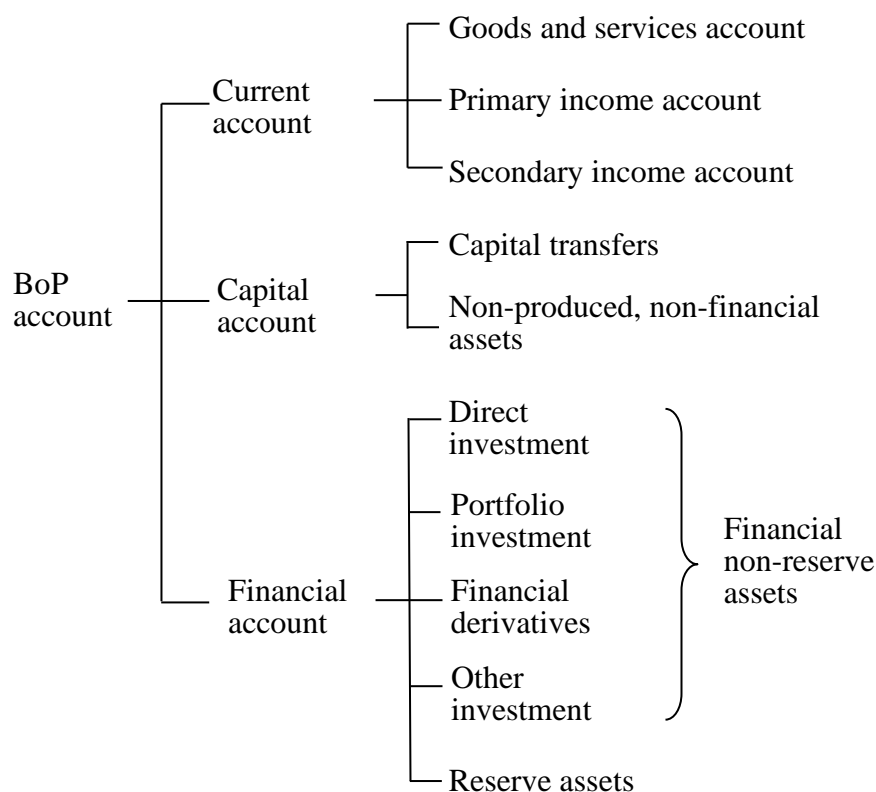 Goods and services account
Current
account
Primary income account
Secondary income account
BoP
account
Capital
account
Capital transfers
Non-produced, non-financial
assets
Financial
account
Direct
investment
Portfolio
investment
Financial
derivatives
Other
investment
Reserve assets
Financial
non-reserve
assets